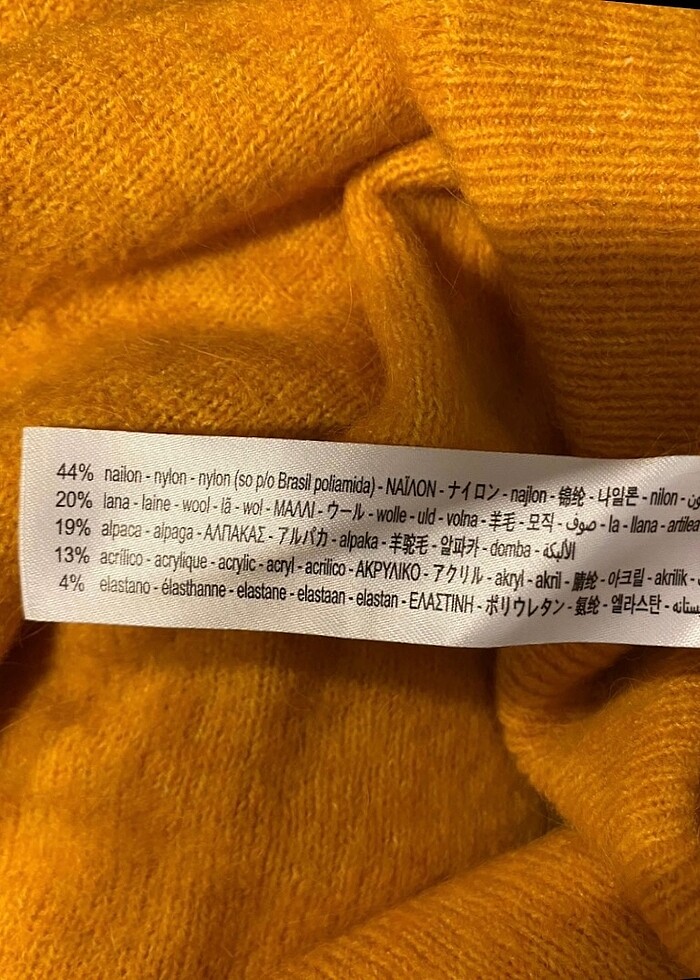 44% nailon - nylon - nylon (so p/o Brasil poliamida) - ΝΑΪΛΟΝ - ナイロン - najlon - 锦纶 - 나일론 - nilon -
20% lana - laine - wool - lã - wol - ΜΑΛΛΙ - ウール - wolle - uld - volna - 羊毛 - 모직 - صوف - la - llana - artilea
19% alpaca - alpaga - ΑΛΠΑΚΑΣ - アルパカ - alpaka - 羊驼毛 - 알파카 - domba - الألبكة
13% acrílico - acrylique - acrylic - acryl - acrilico - ΑΚΡΥΛΙΚΟ - アクリル - akryl - akril - 腈纶 - 아크릴 - akrilik -
4% elastano - élasthanne - elastane - elastaan - elastan - ΕΛΑΣΤΙΝΗ - ポリウレタン - 氨纶 - 엘라스탄 -